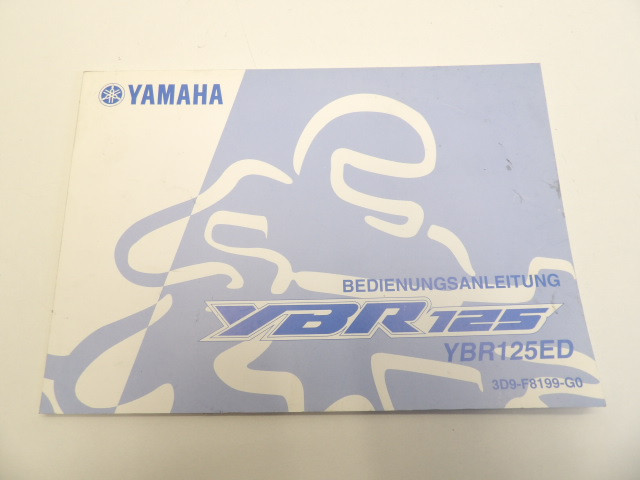 YAMAHA
BEDIENUNGSANLEITUNG
YBR125
YBR125ED
3D9-F8199-G0